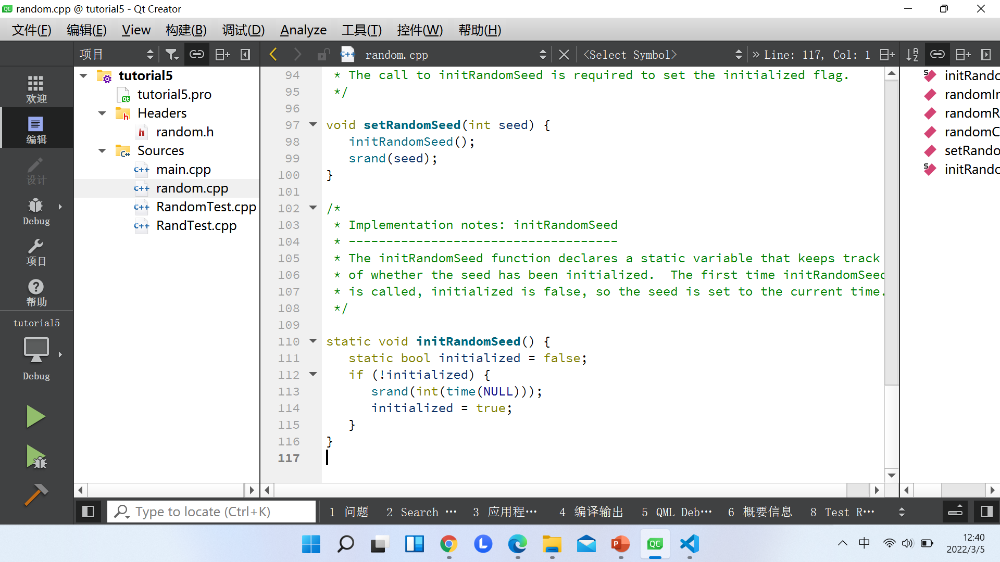 random.cpp @ tutorial5 - Qt Creator
文件(F) 编辑(E) View 构建(B) 调试(D) Analyze 工具(T) 控件(W) 帮助(H)
项目
random.cpp
<Select Symbol>
» Line: 117, Col: 1
欢迎
编辑
设计
Debug
项目
帮助
tutorial5
Debug
tutorial5
tutorial5.pro
Headers
random.h
Sources
main.cpp
random.cpp
RandomTest.cpp
RandTest.cpp
94 * The call to initRandomSeed is required to set the initialized flag.
95 */
96
97 void setRandomSeed(int seed) {
98 initRandomSeed();
99 srand(seed);
100 }
101
102 /*
103 * Implementation notes: initRandomSeed
104 * ------------------------------------
105 * The initRandomSeed function declares a static variable that keeps track
106 * of whether the seed has been initialized.  The first time initRandomSeed
107 * is called, initialized is false, so the seed is set to the current time.
108 */
109
110 static void initRandomSeed() {
111 static bool initialized = false;
112 if (!initialized) {
113 srand(int(time(NULL)));
114 initialized = true;
115 }
116 }
117
initRando
randomIn
randomR
randomC
setRando
initRando
Type to locate (Ctrl+K)
1 问题 2 Search … 3 应用程… 4 编译输出 5 QML Deb… 6 概要信息 8 Test R…
中
12:40
2022/3/5